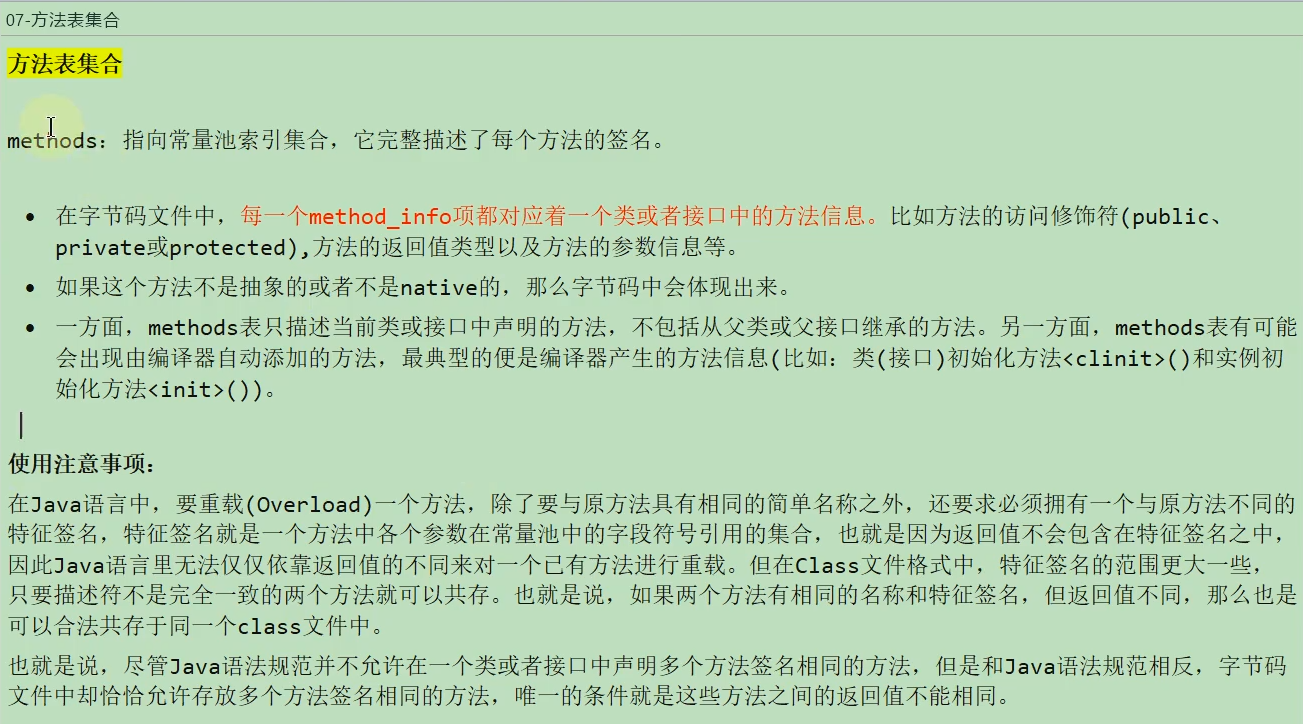 07-方法表集合
方法表集合
methods：指向常量池索引集合，它完整描述了每个方法的签名。
• 在字节码文件中，每一个method_info项都对应着一个类或者接口中的方法信息。比如方法的访问修饰符(public、
private或protected),方法的返回值类型以及方法的参数信息等。
• 如果这个方法不是抽象的或者不是native的，那么字节码中会体现出来。
• 一方面，methods表只描述当前类或接口中声明的方法，不包括从父类或父接口继承的方法。另一方面，methods表有可能
会出现由编译器自动添加的方法，最典型的便是编译器产生的方法信息(比如：类(接口)初始化方法<clinit>()和实例初
始化方法<init>())。
使用注意事项：
在Java语言中，要重载(Overload)一个方法，除了要与原方法具有相同的简单名称之外，还要求必须拥有一个与原方法不同的
特征签名，特征签名就是一个方法中各个参数在常量池中的字段符号引用的集合，也就是因为返回值不会包含在特征签名之中，
因此Java语言里无法仅仅依靠返回值的不同来对一个已有方法进行重载。但在Class文件格式中，特征签名的范围更大一些，
只要描述符不是完全一致的两个方法就可以共存。也就是说，如果两个方法有相同的名称和特征签名，但返回值不同，那么也是
可以合法共存于同一个class文件中。
也就是说，尽管Java语法规范并不允许在一个类或者接口中声明多个方法签名相同的方法，但是和Java语法规范相反，字节码
文件中却恰恰允许存放多个方法签名相同的方法，唯一的条件就是这些方法之间的返回值不能相同。